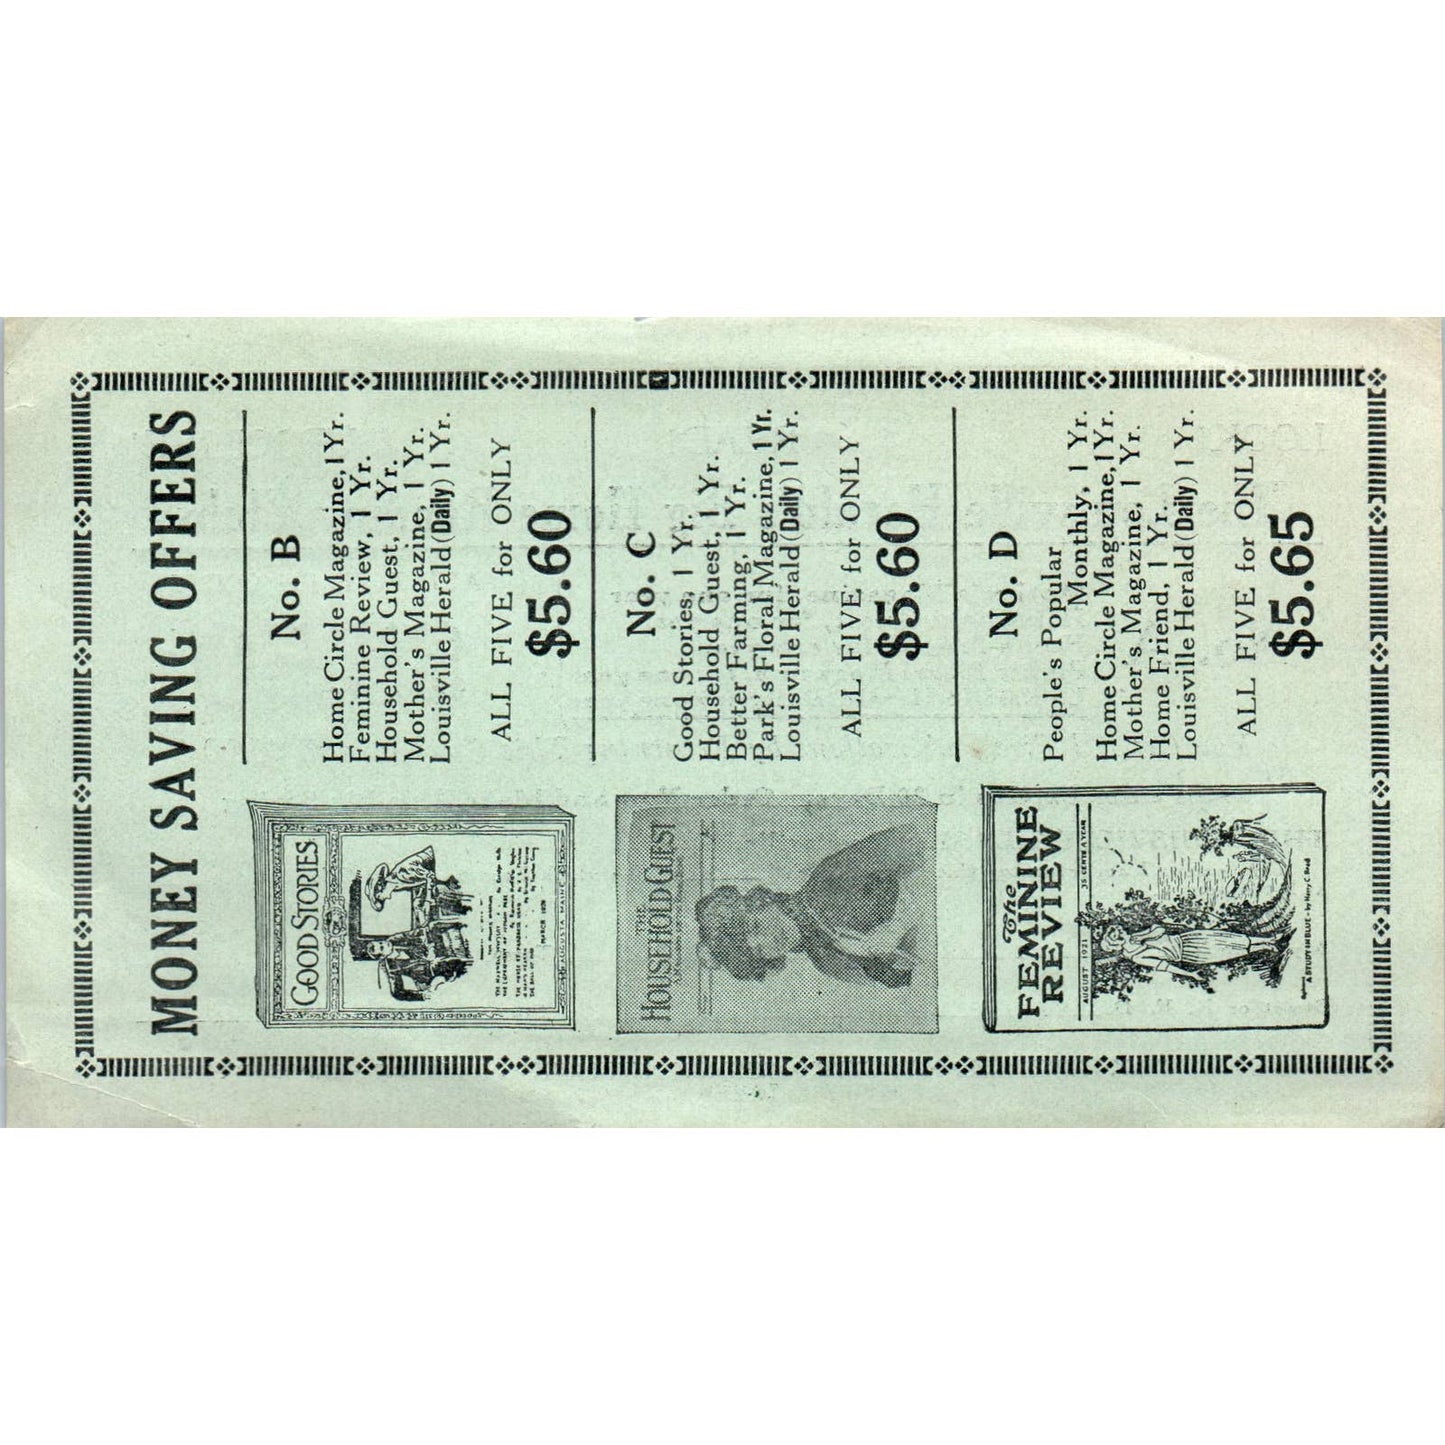 MONEY SAVING OFFERS
GOOD STORIES
MARCH 1920
AUGUSTA MAINE
No. B
Home Circle Magazine, 1 Yr.
Feminine Review, 1 Yr.
Household Guest, 1 Yr.
Mother's Magazine, 1 Yr.
Louisville Herald (Daily) 1 Yr.
ALL FIVE for ONLY
$5.60
THE
HOUSEHOLD GUEST
No. C
Good Stories, 1 Yr.
Household Guest, 1 Yr.
Better Farming, 1 Yr.
Park's Floral Magazine, 1 Yr.
Louisville Herald (Daily) 1 Yr.
ALL FIVE for ONLY
$5.60
The
FEMININE
REVIEW
AUGUST 1921 35 CENTS A YEAR
A STUDY IN BLUE - by Harry C. Read
No. D
People's Popular
Monthly, 1 Yr.
Home Circle Magazine, 1 Yr.
Mother's Magazine, 1 Yr.
Home Friend, 1 Yr.
Louisville Herald (Daily) 1 Yr.
ALL FIVE for ONLY
$5.65